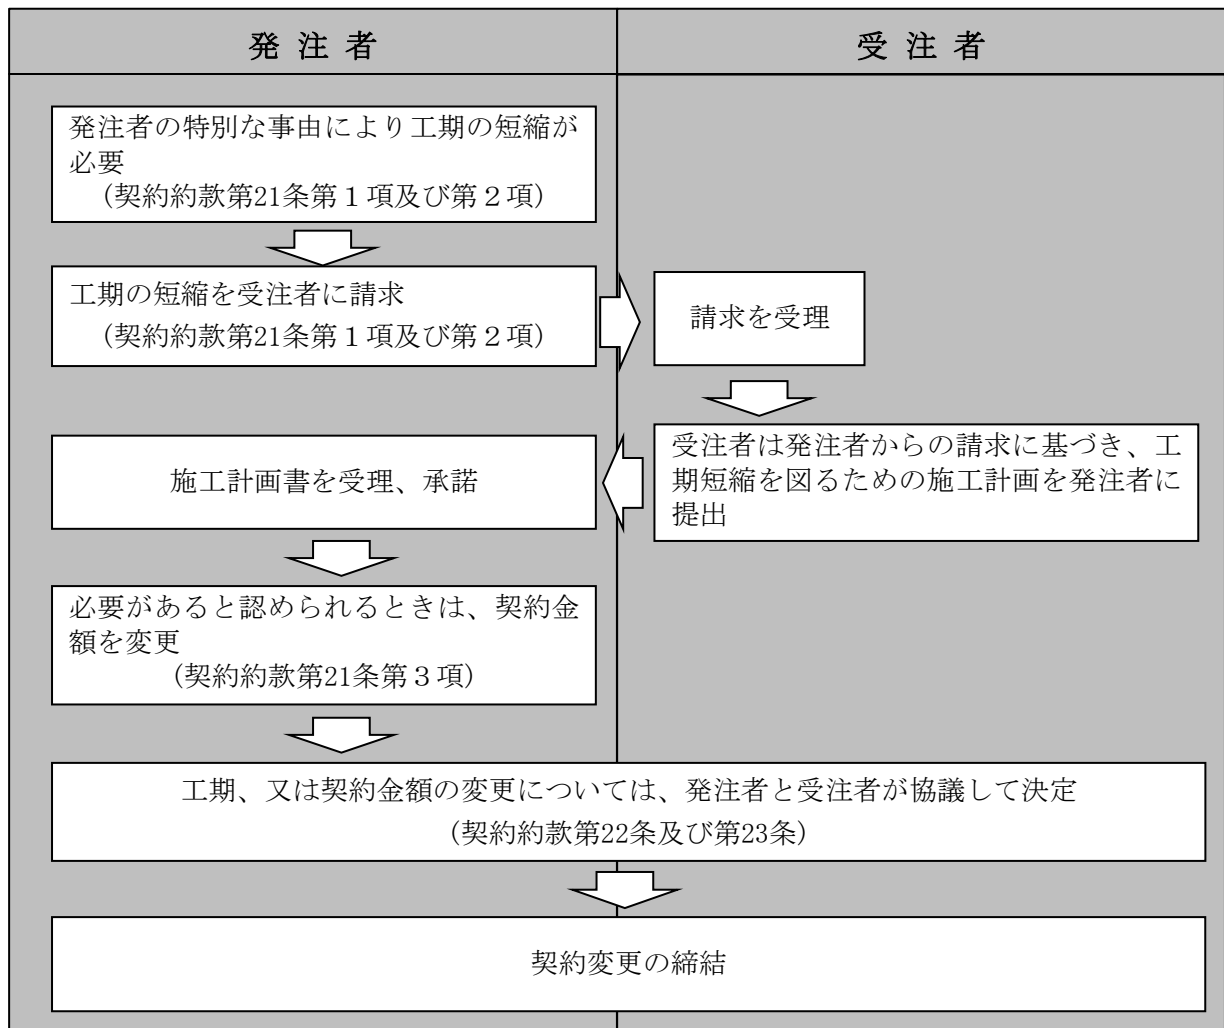 発 注 者
受 注 者
発注者の特別な事由により工期の短縮が
必要
(契約約款第21条第１項及び第２項)
工期の短縮を受注者に請求
(契約約款第21条第１項及び第２項)
請求を受理
受注者は発注者からの請求に基づき、工
期短縮を図るための施工計画を発注者に
提出
施工計画書を受理、承諾
必要があると認められるときは、契約金
額を変更
(契約約款第21条第３項)
工期、又は契約金額の変更については、発注者と受注者が協議して決定
(契約約款第22条及び第23条)
契約変更の締結